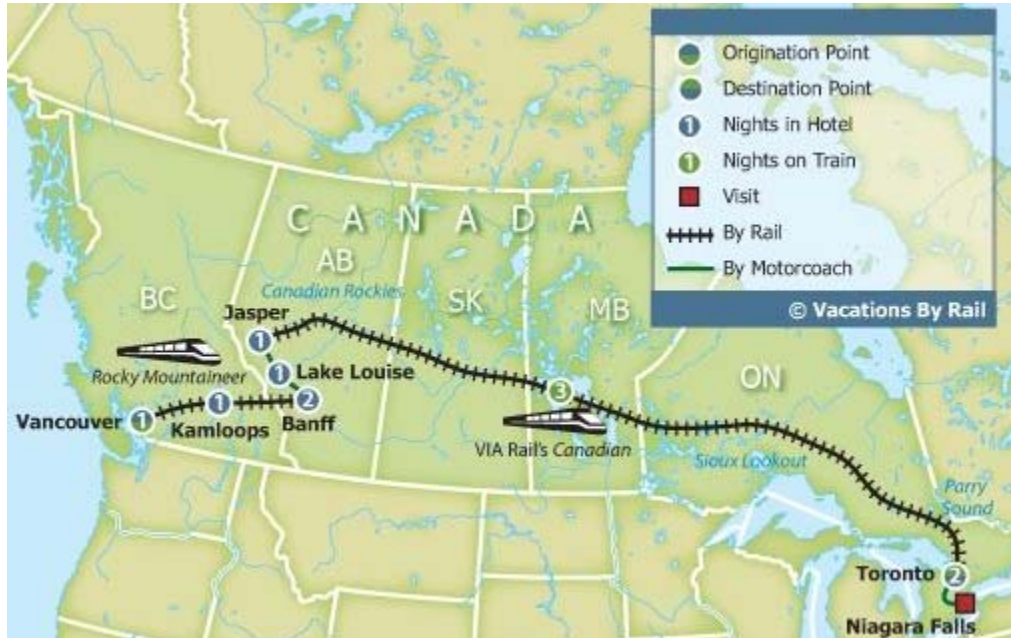 Origination Point
Destination Point
1 Nights in Hotel
1 Nights on Train
Visit
By Rail
By Motorcoach
© Vacations By Rail
C A N A D A
AB
BC
Canadian Rockies
SK
MB
Jasper
1
ON
Rocky Mountaineer
1 Lake Louise
3
Vancouver 1
1
2
Kamloops
Banff
VIA Rail's Canadian
Sioux Lookout
Parry
Sound
Toronto 2
Niagara Falls